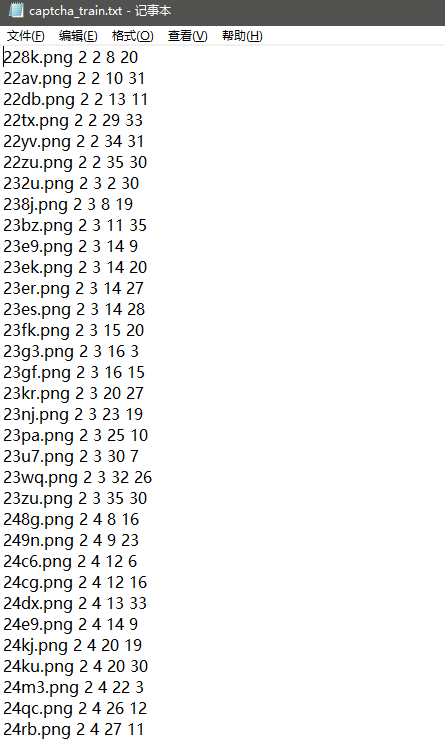 captcha_train.txt - 记事本
文件(F) 编辑(E) 格式(O) 查看(V) 帮助(H)
228k.png 2 2 8 20
22av.png 2 2 10 31
22db.png 2 2 13 11
22tx.png 2 2 29 33
22yv.png 2 2 34 31
22zu.png 2 2 35 30
232u.png 2 3 2 30
238j.png 2 3 8 19
23bz.png 2 3 11 35
23e9.png 2 3 14 9
23ek.png 2 3 14 20
23er.png 2 3 14 27
23es.png 2 3 14 28
23fk.png 2 3 15 20
23g3.png 2 3 16 3
23gf.png 2 3 16 15
23kr.png 2 3 20 27
23nj.png 2 3 23 19
23pa.png 2 3 25 10
23u7.png 2 3 30 7
23wq.png 2 3 32 26
23zu.png 2 3 35 30
248g.png 2 4 8 16
249n.png 2 4 9 23
24c6.png 2 4 12 6
24cg.png 2 4 12 16
24dx.png 2 4 13 33
24e9.png 2 4 14 9
24kj.png 2 4 20 19
24ku.png 2 4 20 30
24m3.png 2 4 22 3
24qc.png 2 4 26 12
24rb.png 2 4 27 11